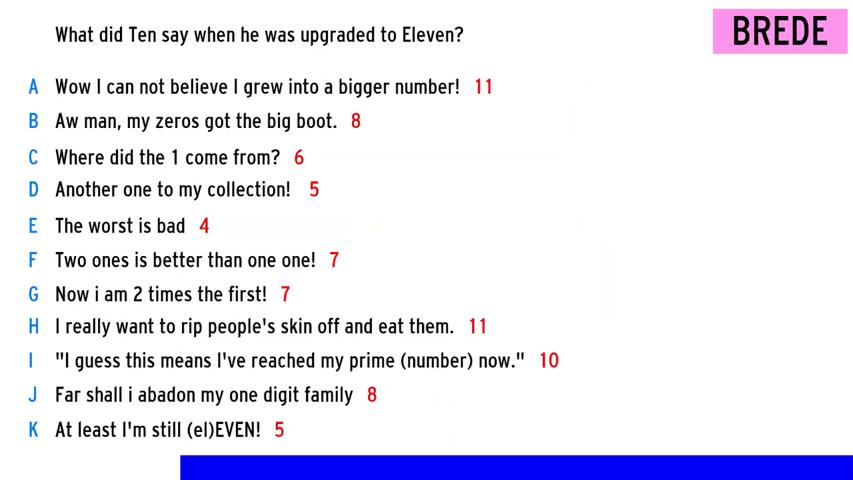 What did Ten say when he was upgraded to Eleven?
BREDE
A Wow I can not believe I grew into a bigger number! 11
B Aw man, my zeros got the big boot. 8
C Where did the 1 come from? 6
D Another one to my collection! 5
E The worst is bad 4
F Two ones is better than one one! 7
G Now i am 2 times the first! 7
H I really want to rip people's skin off and eat them. 11
I "I guess this means I've reached my prime (number) now." 10
J Far shall i abadon my one digit family 8
K At least I'm still (el)EVEN! 5